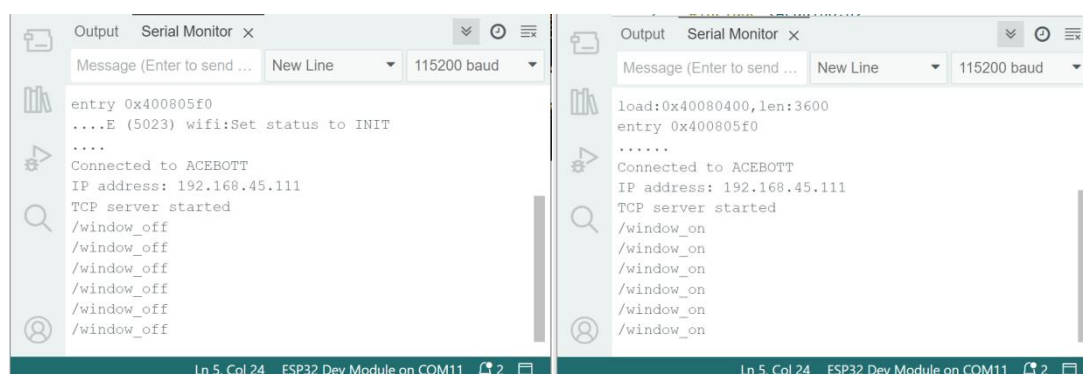 Output Serial Monitor ×
Message (Enter to send ... New Line 115200 baud
entry 0x400805f0
....E (5023) wifi:Set status to INIT
....
Connected to ACEBOTT
IP address: 192.168.45.111
TCP server started
/window_off
/window_off
/window_off
/window_off
/window_off
/window_off
Ln 5, Col 24 ESP32 Dev Module on COM11 2
Output Serial Monitor ×
Message (Enter to send ... New Line 115200 baud
load:0x40080400,len:3600
entry 0x400805f0
......
Connected to ACEBOTT
IP address: 192.168.45.111
TCP server started
/window_on
/window_on
/window_on
/window_on
/window_on
/window_on
Ln 5, Col 24 ESP32 Dev Module on COM11 2